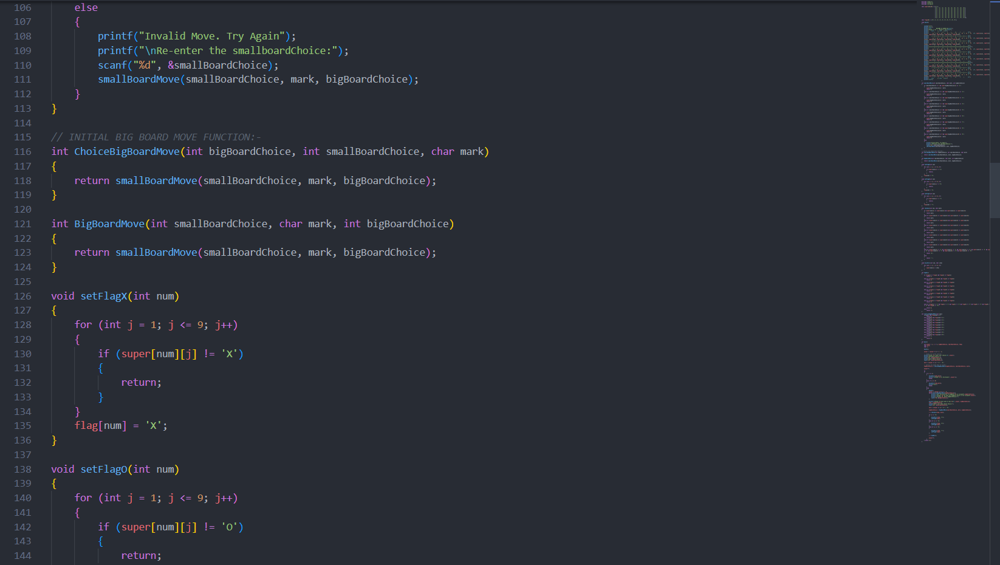 106 else
107 {
108 printf("Invalid Move. Try Again");
109 printf("\nRe-enter the smallboardChoice:");
110 scanf("%d", &smallBoardChoice);
111 smallBoardMove(smallBoardChoice, mark, bigBoardChoice);
112 }
113 }
114
115 // INITIAL BIG BOARD MOVE FUNCTION:-
116 int ChoiceBigBoardMove(int bigBoardChoice, int smallBoardChoice, char mark)
117 {
118 return smallBoardMove(smallBoardChoice, mark, bigBoardChoice);
119 }
120
121 int BigBoardMove(int smallBoardChoice, char mark, int bigBoardChoice)
122 {
123 return smallBoardMove(smallBoardChoice, mark, bigBoardChoice);
124 }
125
126 void setFlagX(int num)
127 {
128 for (int j = 1; j <= 9; j++)
129 {
130 if (super[num][j] != 'X')
131 {
132 return;
133 }
134 }
135 flag[num] = 'X';
136 }
137
138 void setFlagO(int num)
139 {
140 for (int j = 1; j <= 9; j++)
141 {
142 if (super[num][j] != 'O')
143 {
144 return;